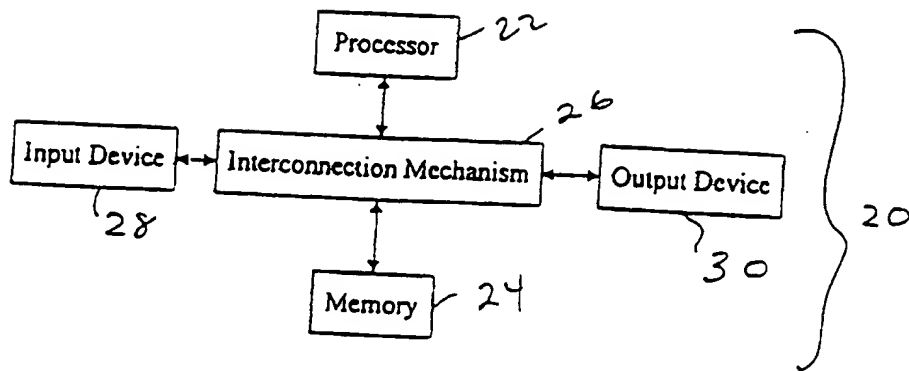 Processor
22
26
Input Device
Interconnection Mechanism
Output Device
28
30
20
Memory
24